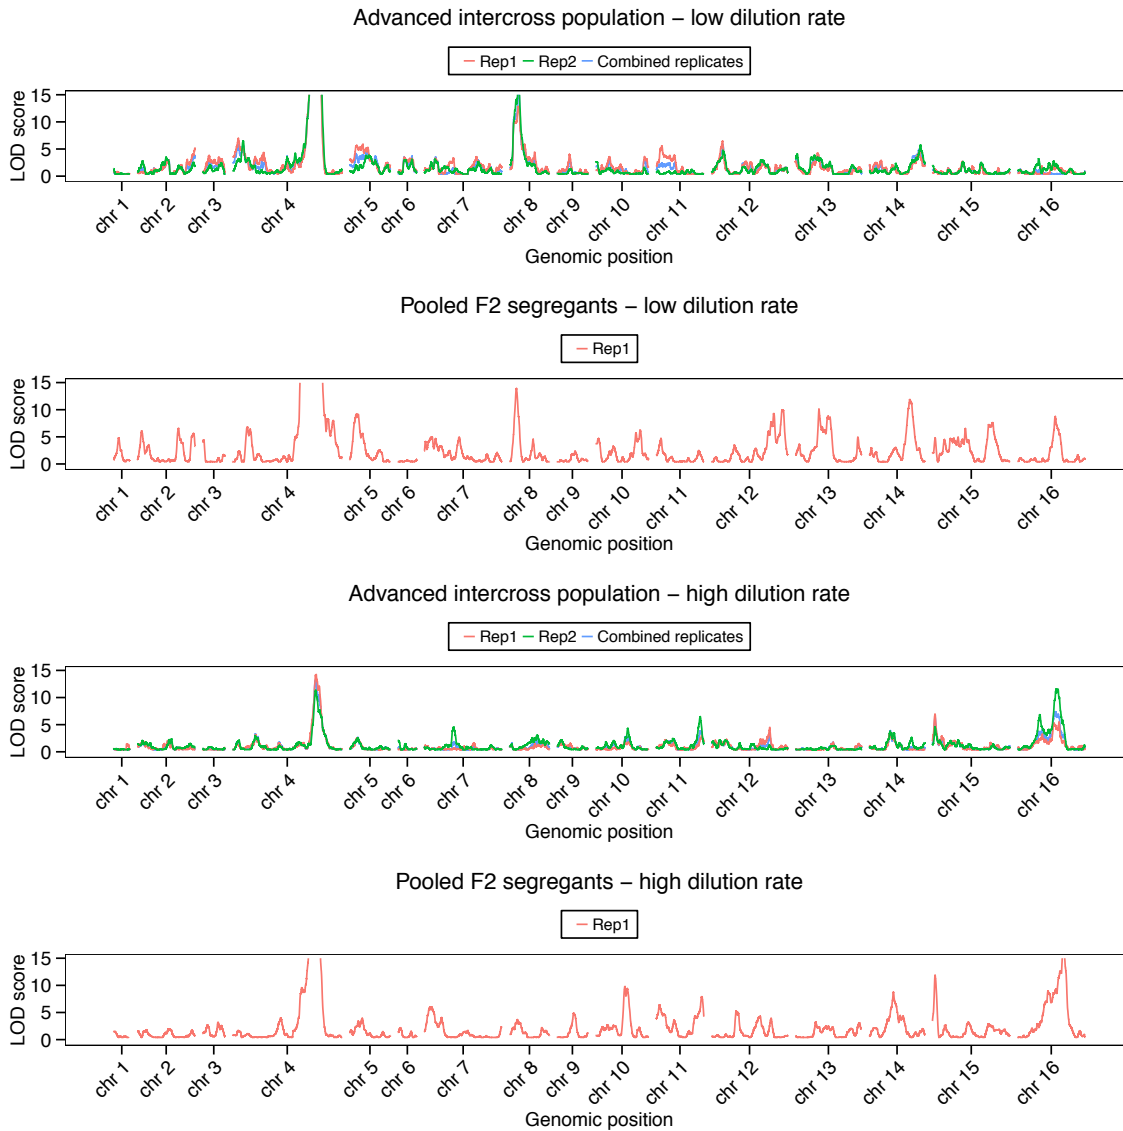 Advanced intercross population − low dilution rate
Rep1 Rep2 Combined replicates
LOD score
15
10
5
0
chr 1 chr 2 chr 3 chr 4 chr 5 chr 6 chr 7 chr 8 chr 9 chr 10 chr 11 chr 12 chr 13 chr 14 chr 15 chr 16
Genomic position
Pooled F2 segregants − low dilution rate
Rep1
LOD score
15
10
5
0
chr 1 chr 2 chr 3 chr 4 chr 5 chr 6 chr 7 chr 8 chr 9 chr 10 chr 11 chr 12 chr 13 chr 14 chr 15 chr 16
Genomic position
Advanced intercross population − high dilution rate
Rep1 Rep2 Combined replicates
LOD score
15
10
5
0
chr 1 chr 2 chr 3 chr 4 chr 5 chr 6 chr 7 chr 8 chr 9 chr 10 chr 11 chr 12 chr 13 chr 14 chr 15 chr 16
Genomic position
Pooled F2 segregants − high dilution rate
Rep1
LOD score
15
10
5
0
chr 1 chr 2 chr 3 chr 4 chr 5 chr 6 chr 7 chr 8 chr 9 chr 10 chr 11 chr 12 chr 13 chr 14 chr 15 chr 16
Genomic position